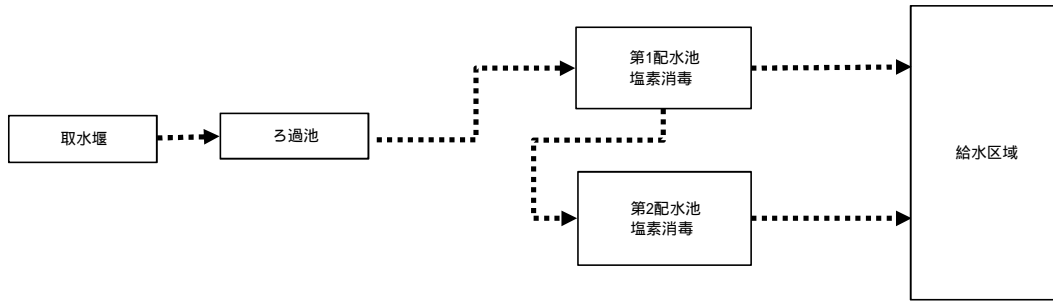 取水堰
ろ過池
第1配水池
塩素消毒
第2配水池
塩素消毒
給水区域